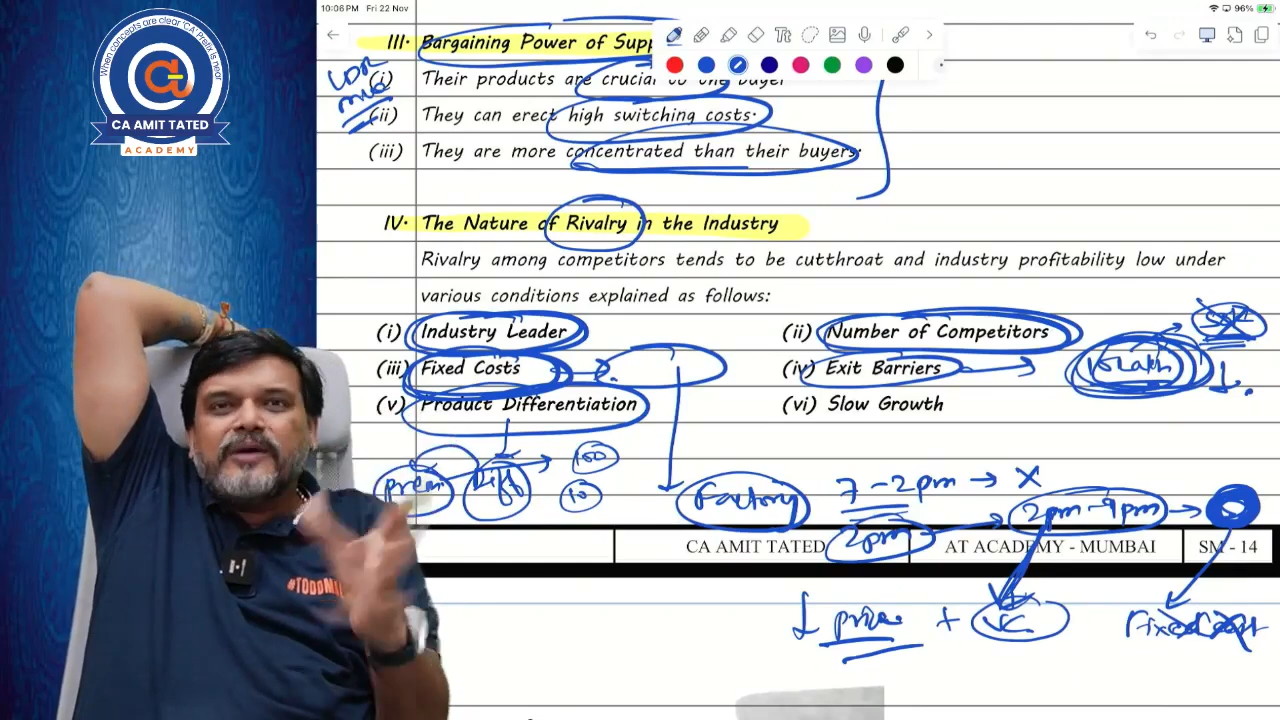 10:06 PM Fri 22 Nov
96%
When concepts are clear 'CA' Prefix is near
CA AMIT TATED
ACADEMY
III. Bargaining Power of Supp
(i) Their products are crucial to the buyer
(ii) They can erect high switching costs.
(iii) They are more concentrated than their buyers.
IV. The Nature of Rivalry in the Industry
Rivalry among competitors tends to be cutthroat and industry profitability low under
various conditions explained as follows:
(i) Industry Leader (ii) Number of Competitors
(iii) Fixed Costs (iv) Exit Barriers
(v) Product Differentiation (vi) Slow Growth
Diff 100
10
Factory 7-2pm → X
2pm → 2pm-9pm →
CA AMIT TATED AT ACADEMY - MUMBAI SM - 14
↓ price + VC Fixed cost